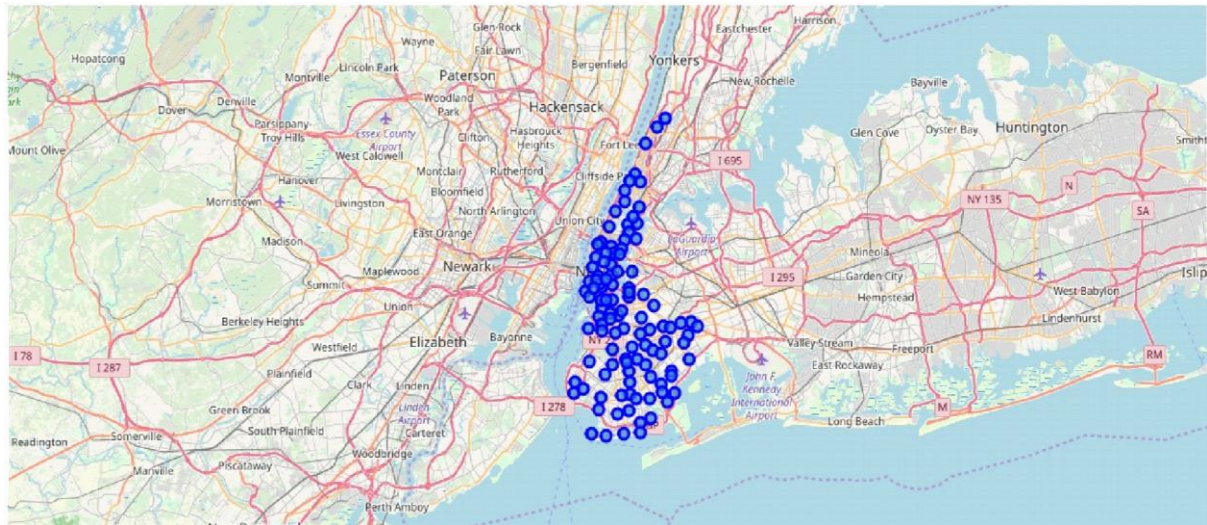 Harrison
Glen Rock
Eastchester
Hopatcong
Wayne
Fair Lawn
Yonkers
Lincoln Park
Bergenfield
New Rochelle
Montville
Paterson
Bayville
Dover
Denville
Woodland Park
Hackensack
Parsippany-Troy Hills
Essex County Airport
Clifton
Hasbrouck Heights
Glen Cove
Oyster Bay
Huntington
Mount Olive
West Caldwell
Fort Lee
Rutherford
I 695
Montclair
Cliffside
Hanover
Bloomfield
N
Morristown
Livingston
North Arlington
NY 135
SA
East Orange
Union City
Madison
LaGuardia Airport
Mineola
Newark
Maplewood
I 295
Garden City
Summit
Hempstead
West Babylon
Union
Berkeley Heights
Lindenhurst
Elizabeth
Bayonne
Westfield
NY 2
Valley Stream
Freeport
I 78
RM
I 287
Plainfield
Linden
East Rockaway
Clark
John F Kennedy International Airport
Green Brook
Linden Airport
I 278
M
Long Beach
South Plainfield
Carteret
Readington
Somerville
Woodbridge
Piscataway
Manville
Perth Amboy